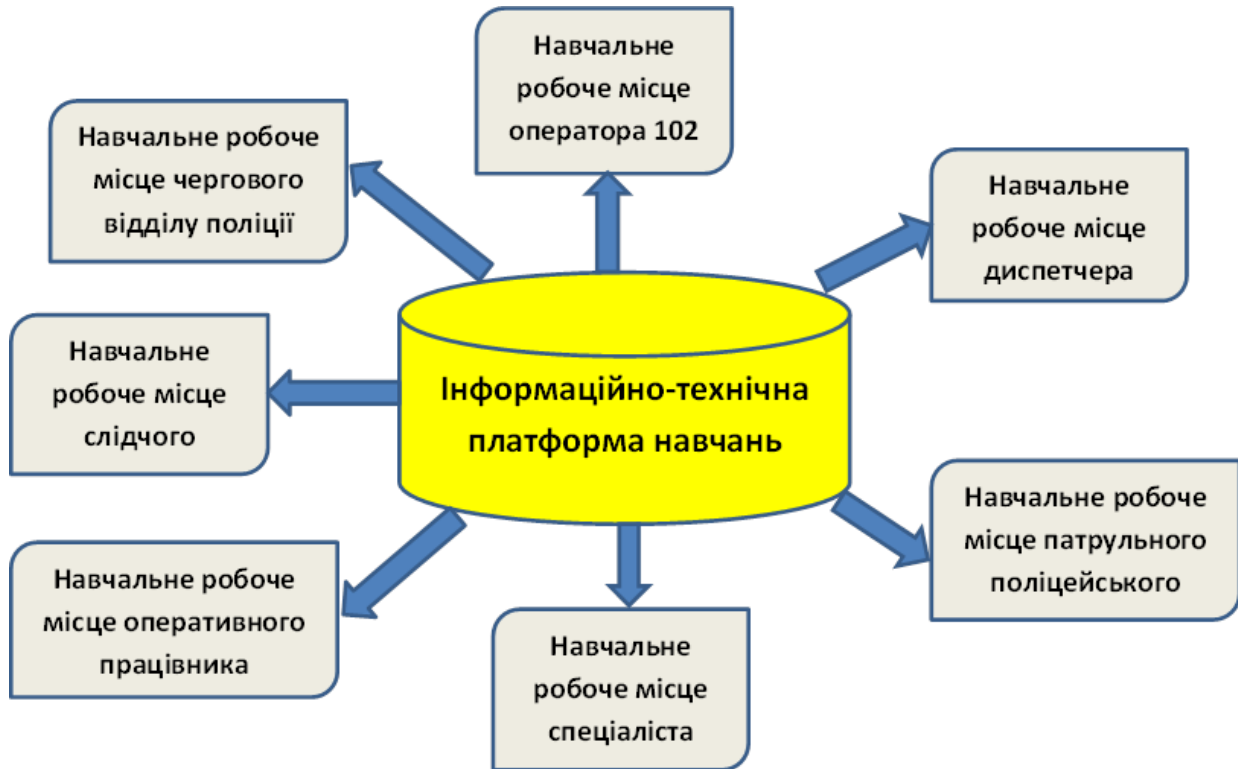 Навчальне
робоче місце
оператора 102
Навчальне робоче
місце чергового
відділу поліції
Навчальне
робоче місце
диспетчера
Навчальне
робоче місце
слідчого
Інформаційно-технічна
платформа навчань
Навчальне робоче
місце патрульного
поліцейського
Навчальне робоче
місце оперативного
працівника
Навчальне
робоче місце
спеціаліста